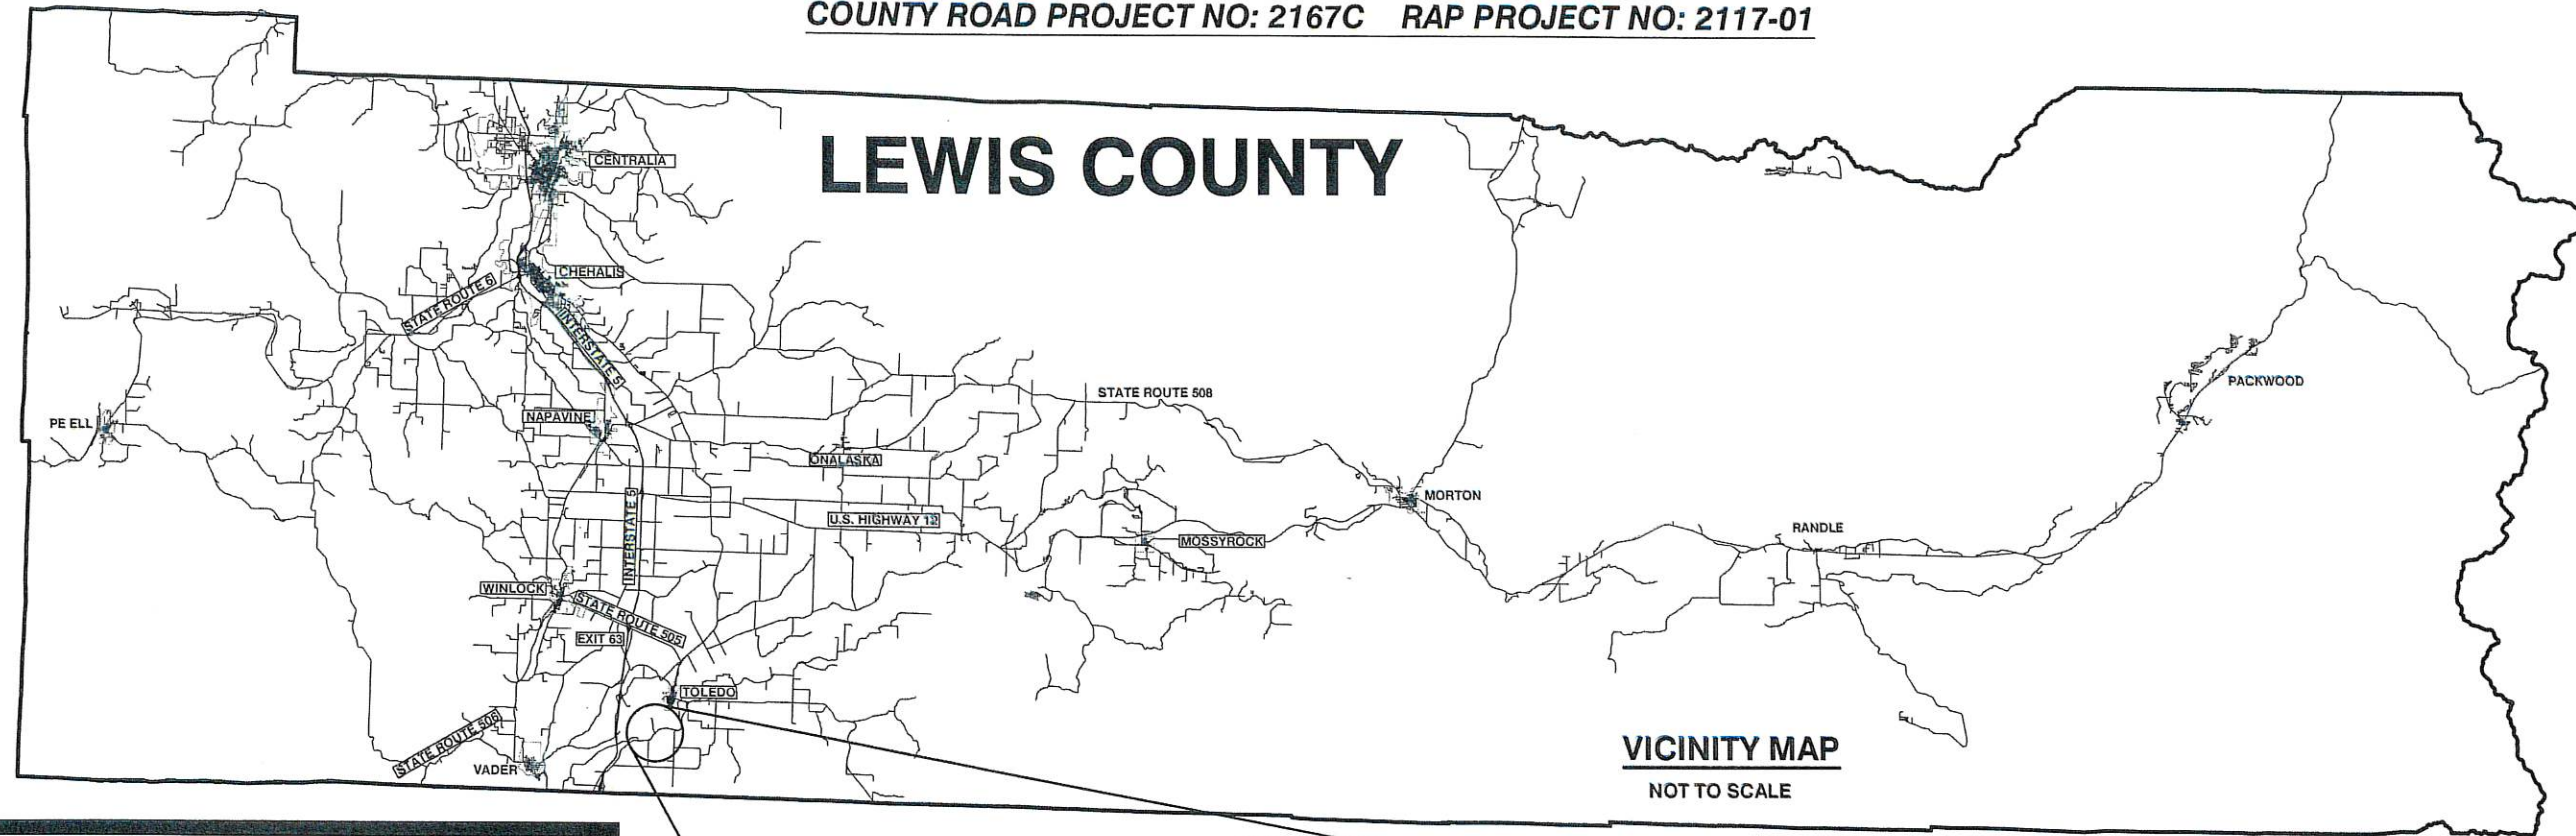 COUNTY ROAD PROJECT NO: 2167C RAP PROJECT NO: 2117-01
LEWIS COUNTY
CENTRALIA
CHEHALIS
STATE ROUTE 6
INTERSTATE 5
STATE ROUTE 508
PACKWOOD
PE ELL
NAPAVINE
ONALASKA
MORTON
U.S. HIGHWAY 12
INTERSTATE 5
MOSSYROCK
RANDLE
WINLOCK
STATE ROUTE 505
EXIT 63
TOLEDO
STATE ROUTE 506
VADER
VICINITY MAP
NOT TO SCALE